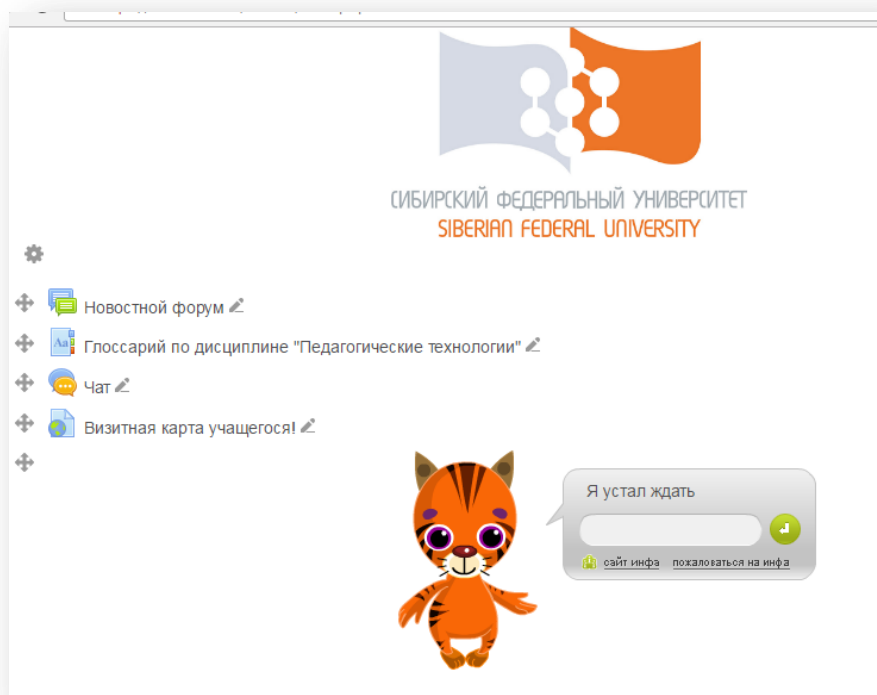 СИБИРСКИЙ ФЕДЕРАЛЬНЫЙ УНИВЕРСИТЕТ
SIBERIAN FEDERAL UNIVERSITY
Новостной форум
Aa
Глоссарий по дисциплине "Педагогические технологии"
Чат
Визитная карта учащегося!
Я устал ждать
сайт инфа пожаловаться на инфа